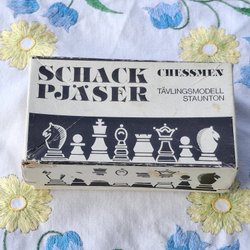 SCHACK
PJÄSER
CHESSMEN
TÄVLINGSMODELL
STAUNTON